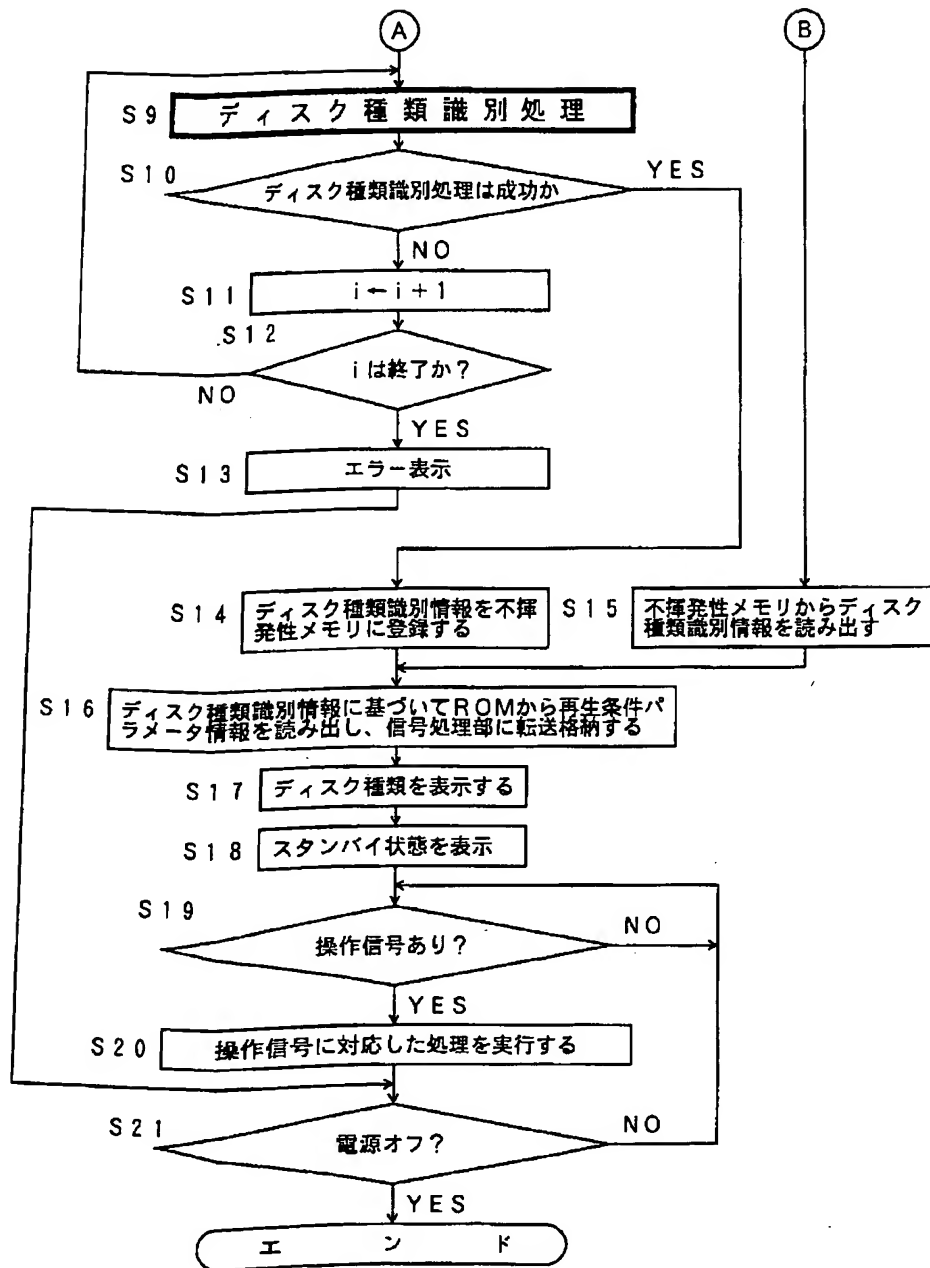 A
B
S9
ディスク種類識別処理
S10
ディスク種類識別処理は成功か
YES
NO
S11
i←i+1
S12
iは終了か?
NO
YES
S13
エラー表示
S14
ディスク種類識別情報を不揮
発性メモリに登録する
S15
不揮発性メモリからディスク
種類識別情報を読み出す
S16
ディスク種類識別情報に基づいてROMから再生条件パ
ラメータ情報を読み出し、信号処理部に転送格納する
S17
ディスク種類を表示する
S18
スタンバイ状態を表示
S19
操作信号あり?
NO
YES
S20
操作信号に対応した処理を実行する
S21
電源オフ?
NO
YES
エンド